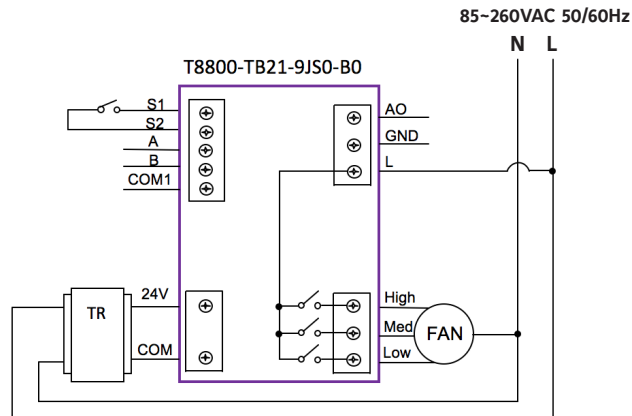 85~260VAC 50/60Hz
N L
T8800-TB21-9JS0-B0
S1
S2
A
B
COM1
AO
GND
L
24V
COM
TR
High
Med
Low
FAN